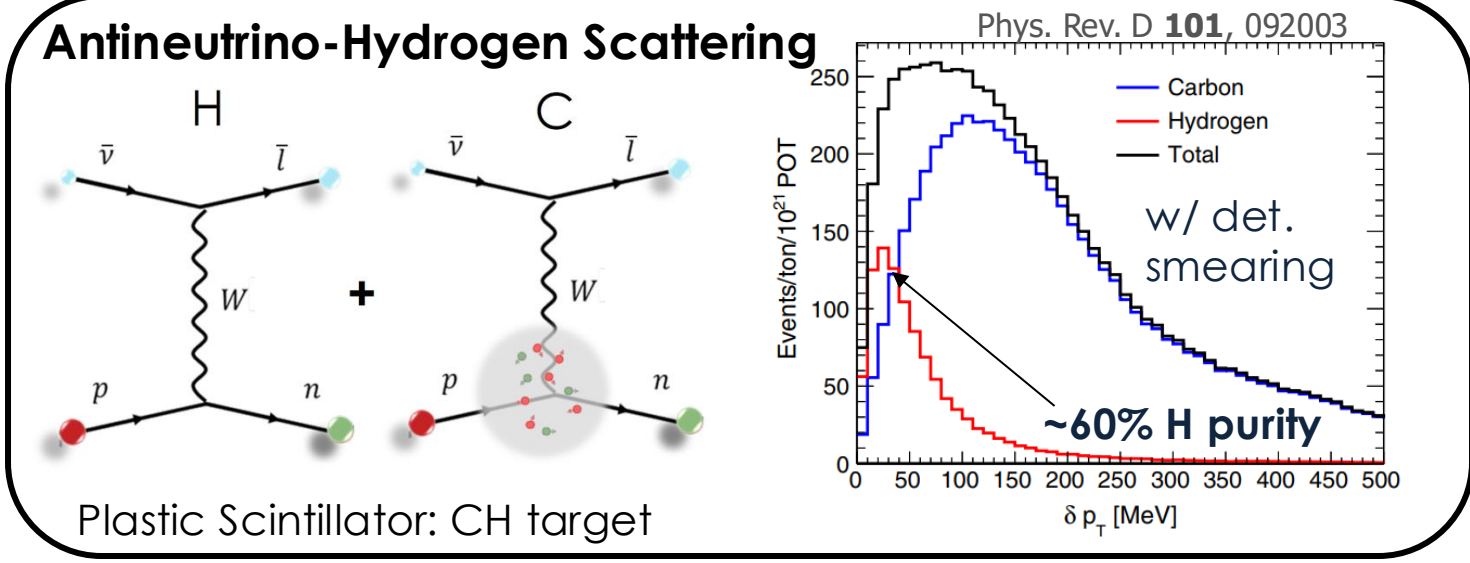 Antineutrino-Hydrogen Scattering
H
C
ν̄
l̄
ν̄
l̄
W
+
W
p
n
p
n
Plastic Scintillator: CH target
Phys. Rev. D 101, 092003
Events/ton/10²¹ POT
250
200
150
100
50
0
Carbon
Hydrogen
Total
w/ det.
smearing
~60% H purity
0 50 100 150 200 250 300 350 400 450 500
δ p_T [MeV]